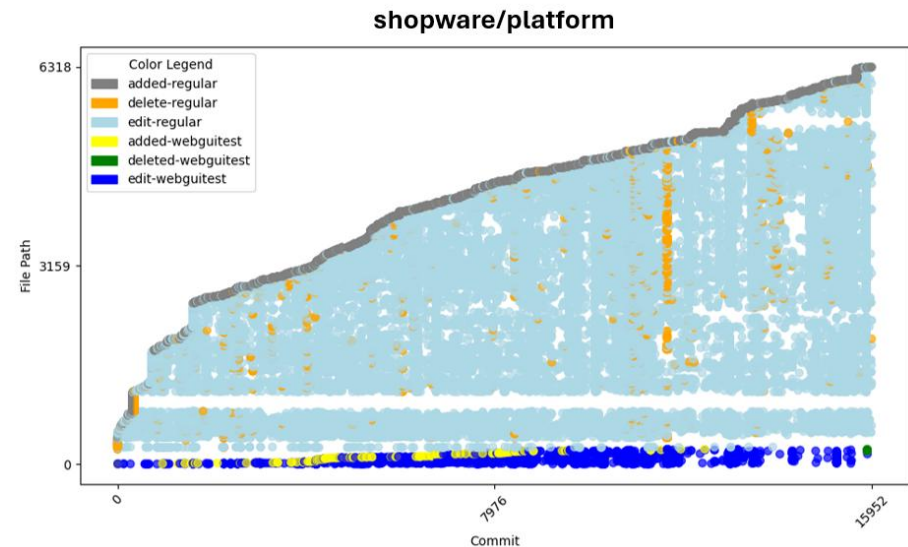 shopware/platform
6318
Color Legend
added-regular
delete-regular
edit-regular
added-webguitest
deleted-webguitest
edit-webguitest
3159
File Path
0
0
7976
15952
Commit